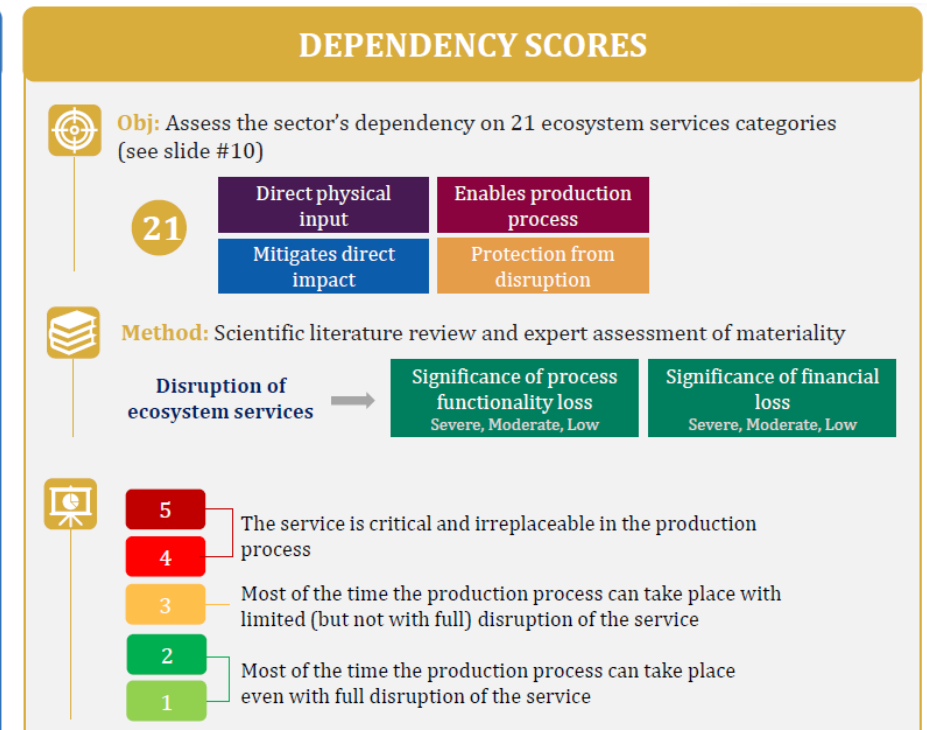 DEPENDENCY SCORES
Obj: Assess the sector's dependency on 21 ecosystem services categories
(see slide #10)
21
Direct physical
input
Enables production
process
Mitigates direct
impact
Protection from
disruption
Method: Scientific literature review and expert assessment of materiality
Disruption of
ecosystem services
Significance of process
functionality loss
Severe, Moderate, Low
Significance of financial
loss
Severe, Moderate, Low
5
4
The service is critical and irreplaceable in the production
process
3
Most of the time the production process can take place with
limited (but not with full) disruption of the service
2
1
Most of the time the production process can take place
even with full disruption of the service